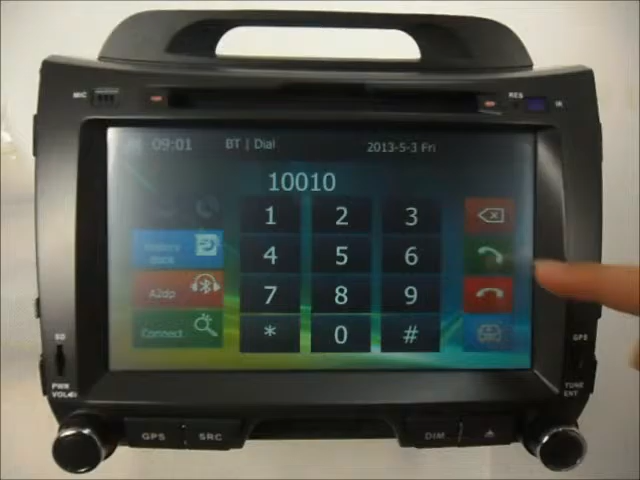 MIC
RES
IR
09:01 BT | Dial 2013-5-3 Fri
10010
1 2 3
4 5 6
A2dp
7 8 9
Connect
* 0 #
SD
GPS
PWR
VOL
TUNE
ENT
GPS SRC DIM